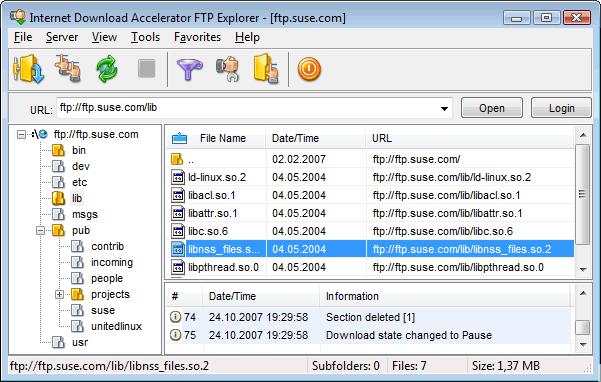 Internet Download Accelerator FTP Explorer - [ftp.suse.com]
File Server View Tools Favorites Help
URL: ftp://ftp.suse.com/lib Open Login
ftp://ftp.suse.com
bin
dev
etc
lib
msgs
pub
contrib
incoming
people
projects
suse
unitedlinux
usr
File Name Date/Time URL
.. 02.02.2007 ftp://ftp.suse.com/
ld-linux.so.2 04.05.2004 ftp://ftp.suse.com/lib/ld-linux.so.2
libacl.so.1 04.05.2004 ftp://ftp.suse.com/lib/libacl.so.1
libattr.so.1 04.05.2004 ftp://ftp.suse.com/lib/libattr.so.1
libc.so.6 04.05.2004 ftp://ftp.suse.com/lib/libc.so.6
libnss_files.s... 04.05.2004 ftp://ftp.suse.com/lib/libnss_files.so.2
libpthread.so.0 04.05.2004 ftp://ftp.suse.com/lib/libpthread.so.0
# Date/Time Information
74 24.10.2007 19:29:58 Section deleted [1]
75 24.10.2007 19:29:58 Download state changed to Pause
ftp://ftp.suse.com/lib/libnss_files.so.2 Subfolders: 0 Files: 7 Size: 1,37 MB